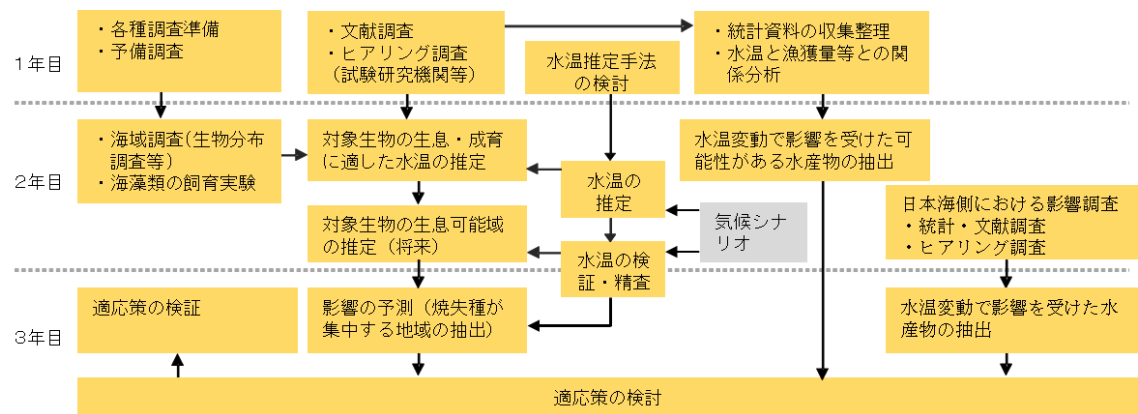 1年目
・各種調査準備
・予備調査
・文献調査
・ヒアリング調査
（試験研究機関等）
水温推定手法
の検討
・統計資料の収集整理
・水温と漁獲量等との関
係分析
2年目
・海域調査(生物分布
調査等)
・海藻類の飼育実験
対象生物の生息・成育
に適した水温の推定
水温の
推定
水温変動で影響を受けた可
能性がある水産物の抽出
対象生物の生息可能域
の推定（将来）
気候シナ
リオ
日本海側における影響調査
・統計・文献調査
・ヒアリング調査
水温の検
証・精査
3年目
適応策の検証
影響の予測（焼失種が
集中する地域の抽出）
水温変動で影響を受けた水
産物の抽出
適応策の検討